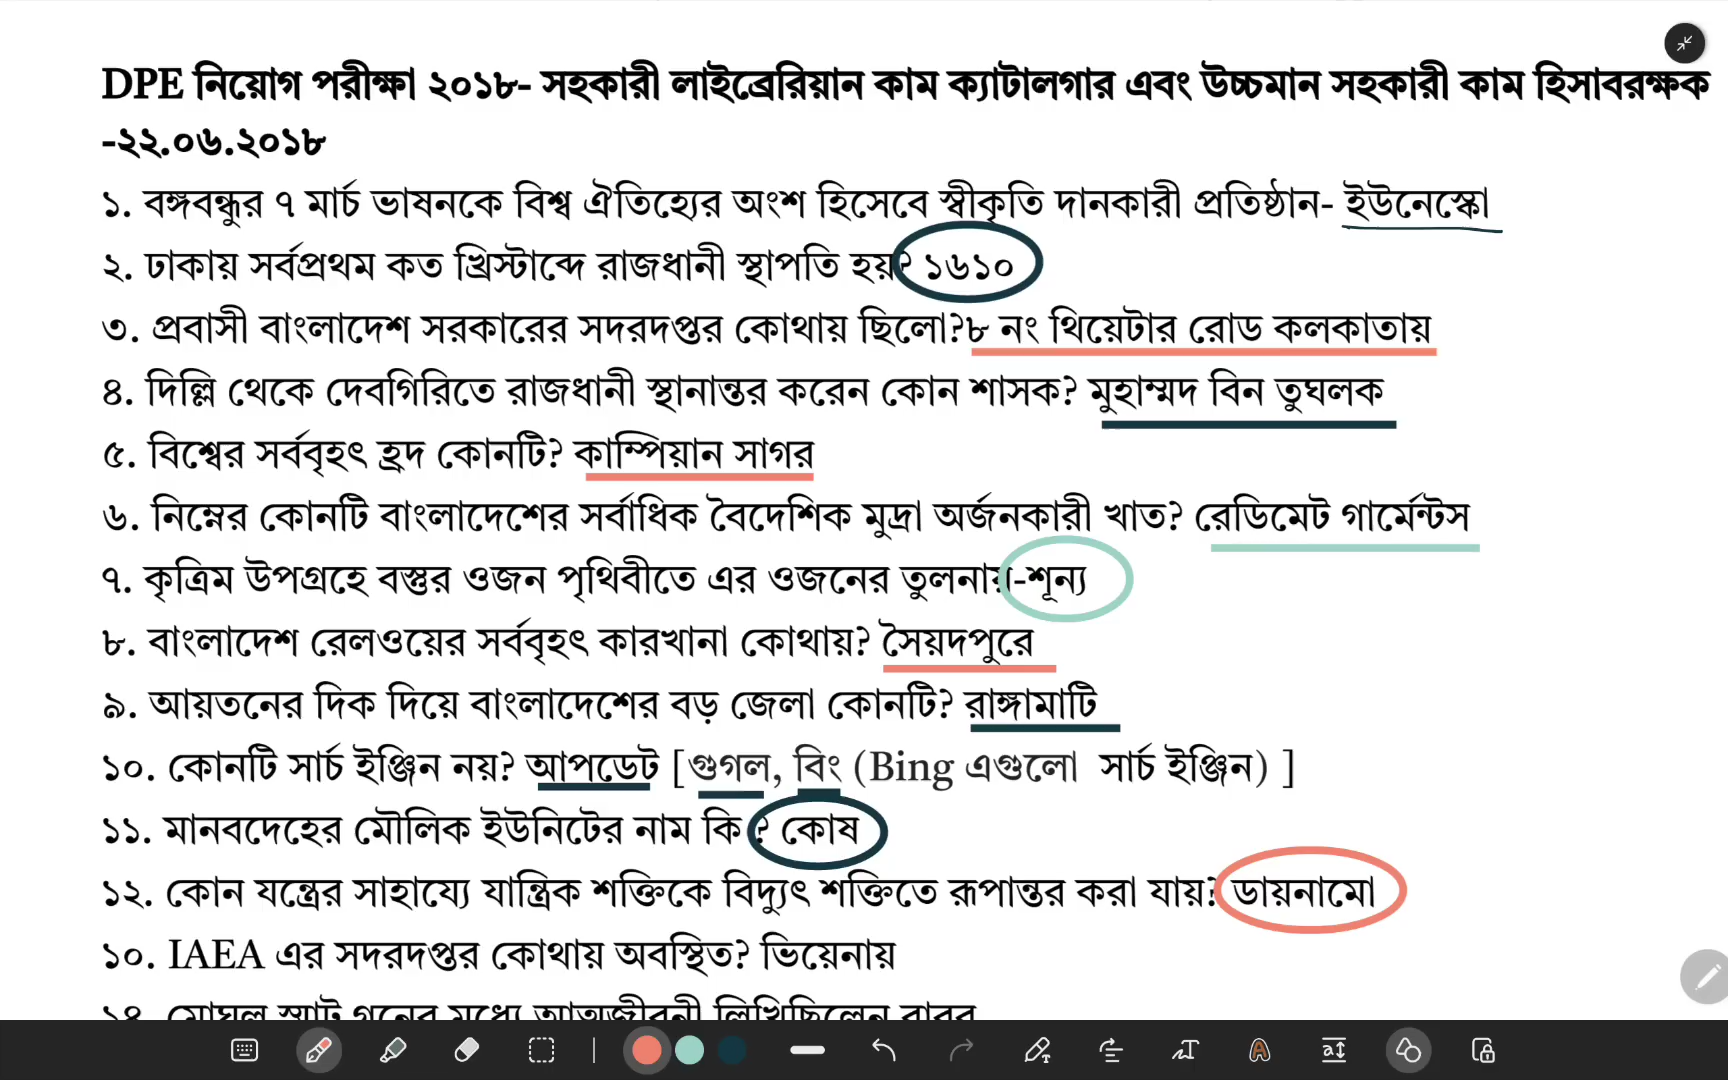 DPE নিয়োগ পরীক্ষা ২০১৮- সহকারী লাইব্রেরিয়ান কাম ক্যাটালগার এবং উচ্চমান সহকারী কাম হিসাবরক্ষক
-২২.০৬.২০১৮
১. বঙ্গবন্ধুর ৭ মার্চ ভাষনকে বিশ্ব ঐতিহ্যের অংশ হিসেবে স্বীকৃতি দানকারী প্রতিষ্ঠান- ইউনেস্কো
২. ঢাকায় সর্বপ্রথম কত খ্রিস্টাব্দে রাজধানী স্থাপতি হয়? ১৬১০
৩. প্রবাসী বাংলাদেশ সরকারের সদরদপ্তর কোথায় ছিলো?৮ নং থিয়েটার রোড কলকাতায়
৪. দিল্লি থেকে দেবগিরিতে রাজধানী স্থানান্তর করেন কোন শাসক? মুহাম্মদ বিন তুঘলক
৫. বিশ্বের সর্ববৃহৎ হ্রদ কোনটি? কাম্পিয়ান সাগর
৬. নিম্নের কোনটি বাংলাদেশের সর্বাধিক বৈদেশিক মুদ্রা অর্জনকারী খাত? রেডিমেট গার্মেন্টস
৭. কৃত্রিম উপগ্রহে বস্তুর ওজন পৃথিবীতে এর ওজনের তুলনায়-শূন্য
৮. বাংলাদেশ রেলওয়ের সর্ববৃহৎ কারখানা কোথায়? সৈয়দপুরে
৯. আয়তনের দিক দিয়ে বাংলাদেশের বড় জেলা কোনটি? রাঙ্গামাটি
১০. কোনটি সার্চ ইঞ্জিন নয়? আপডেট [গুগল, বিং (Bing এগুলো সার্চ ইঞ্জিন) ]
১১. মানবদেহের মৌলিক ইউনিটের নাম কি ? কোষ
১২. কোন যন্ত্রের সাহায্যে যান্ত্রিক শক্তিকে বিদ্যুৎ শক্তিতে রূপান্তর করা যায়? ডায়নামো
১০. IAEA এর সদরদপ্তর কোথায় অবস্থিত? ভিয়েনায়